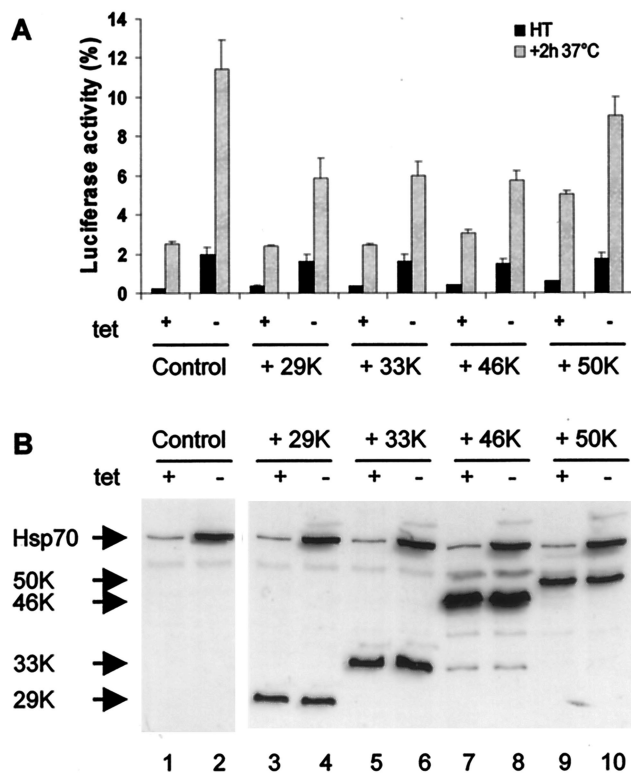 A
Luciferase activity (%)
14
12
10
8
6
4
2
0
HT
+2h 37°C
tet + - + - + - + - + -
Control + 29K + 33K + 46K + 50K
B
Control + 29K + 33K + 46K + 50K
tet + - + - + - + - + -
Hsp70
50K
46K
33K
29K
1 2 3 4 5 6 7 8 9 10